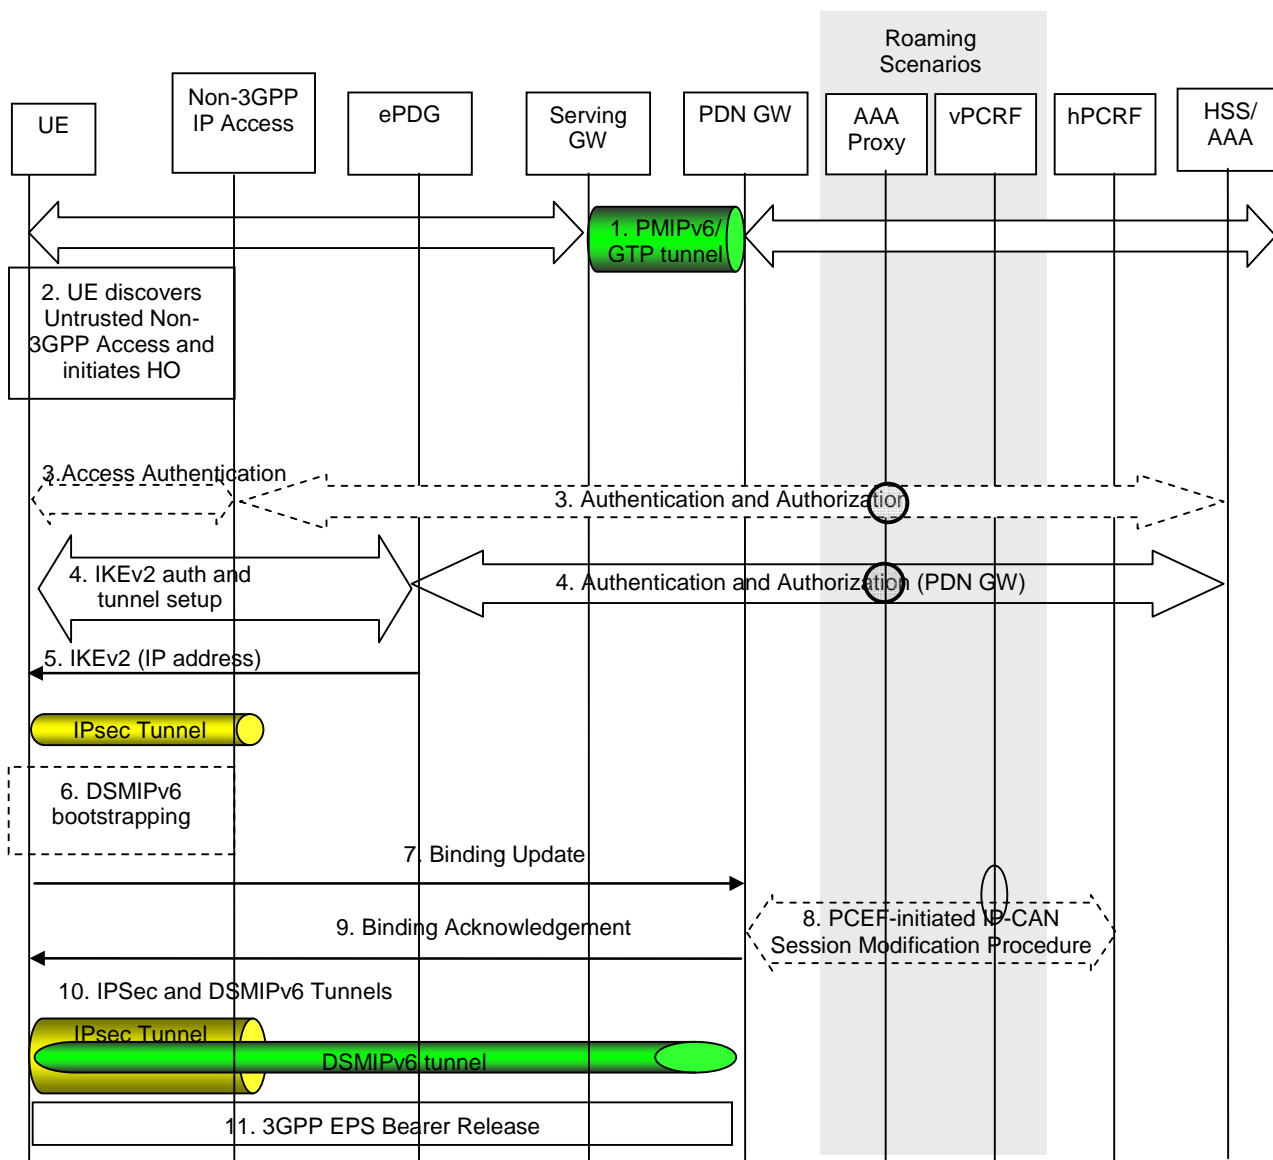 Roaming
Scenarios
UE
Non-3GPP
IP Access
ePDG
Serving
GW
PDN GW
AAA
Proxy
vPCRF
hPCRF
HSS/
AAA
1. PMIPv6/
GTP tunnel
2. UE discovers
Untrusted Non-
3GPP Access and
initiates HO
3.Access Authentication
3. Authentication and Authorization
4. IKEv2 auth and
tunnel setup
4. Authentication and Authorization (PDN GW)
5. IKEv2 (IP address)
IPsec Tunnel
6. DSMIPv6
bootstrapping
7. Binding Update
8. PCEF-initiated IP-CAN
Session Modification Procedure
9. Binding Acknowledgement
10. IPSec and DSMIPv6 Tunnels
IPsec Tunnel
DSMIPv6 tunnel
11. 3GPP EPS Bearer Release